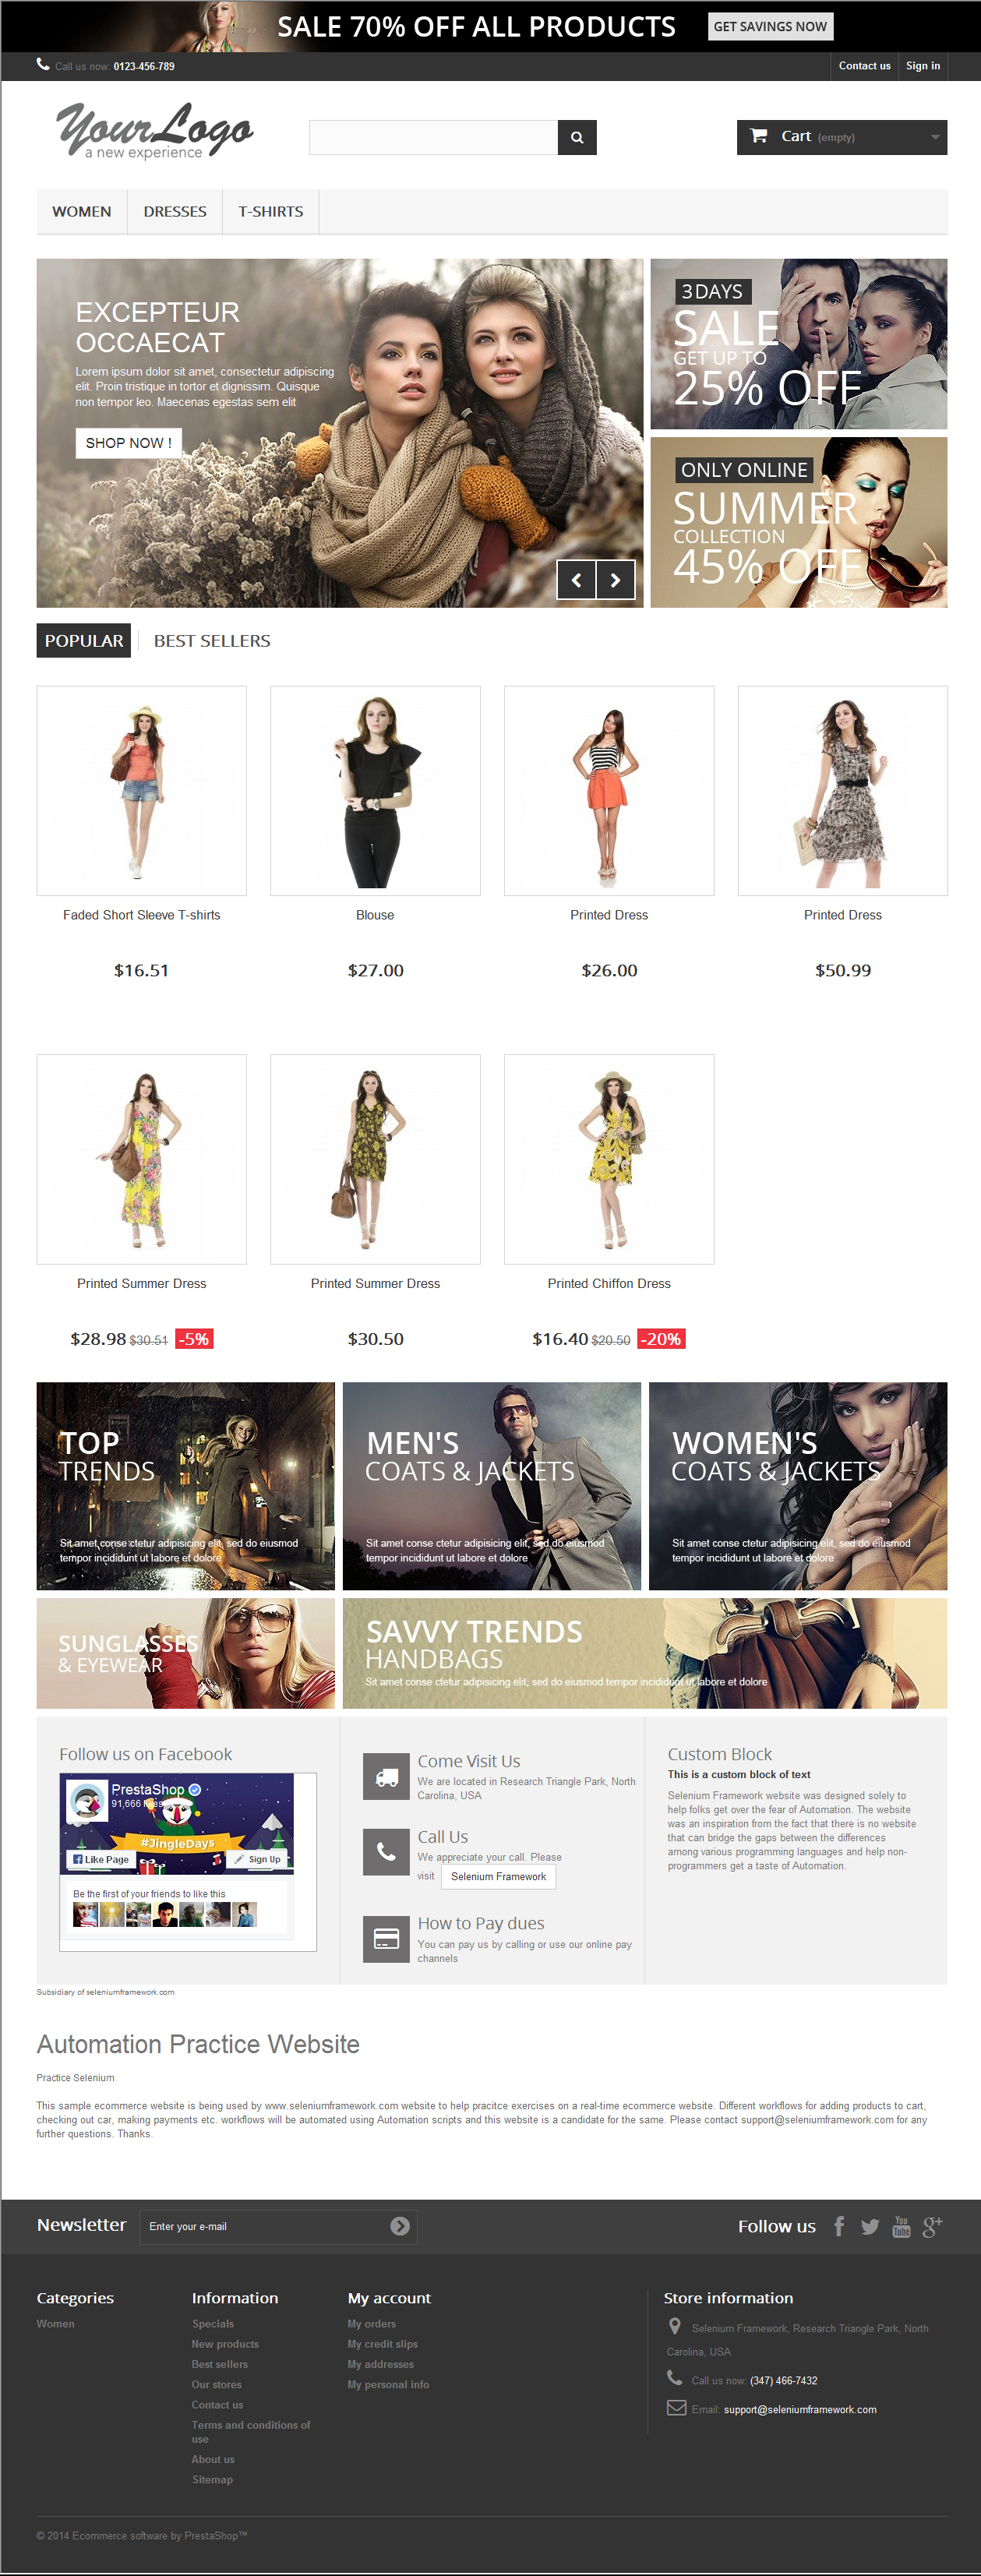 SALE 70% OFF ALL PRODUCTS GET SAVINGS NOW
Call us now: 0123-456-789
Contact us Sign in
YourLogo
a new experience
Cart (empty)
WOMEN DRESSES T-SHIRTS
EXCEPTEUR
OCCAECAT
Lorem ipsum dolor sit amet, consectetur adipiscing
elit. Proin tristique in tortor et dignissim. Quisque
non tempor leo. Maecenas egestas sem elit
SHOP NOW !
3 DAYS
SALE
GET UP TO
25% OFF
ONLY ONLINE
SUMMER
COLLECTION
45% OFF
POPULAR BEST SELLERS
Faded Short Sleeve T-shirts
$16.51
Blouse
$27.00
Printed Dress
$26.00
Printed Dress
$50.99
Printed Summer Dress
$28.98 $30.51 -5%
Printed Summer Dress
$30.50
Printed Chiffon Dress
$16.40 $20.50 -20%
TOP
TRENDS
Sit amet conse ctetur adipisicing elit, sed do eiusmod
tempor incididunt ut labore et dolore
MEN'S
COATS & JACKETS
Sit amet conse ctetur adipisicing elit, sed do eiusmod
tempor incididunt ut labore et dolore
WOMEN'S
COATS & JACKETS
Sit amet conse ctetur adipisicing elit, sed do eiusmod
tempor incididunt ut labore et dolore
SUNGLASSES
& EYEWEAR
SAVVY TRENDS
HANDBAGS
Sit amet conse ctetur adipisicing elit, sed do eiusmod tempor incididunt ut labore et dolore
Follow us on Facebook
PrestaShop
91,666 likes
#JingleDays
Like Page Sign Up
Be the first of your friends to like this
Come Visit Us
We are located in Research Triangle Park, North
Carolina, USA
Call Us
We appreciate your call. Please
visit Selenium Framework
How to Pay dues
You can pay us by calling or use our online pay
channels
Custom Block
This is a custom block of text
Selenium Framework website was designed solely to
help folks get over the fear of Automation. The website
was an inspiration from the fact that there is no website
that can bridge the gaps between the differences
among various programming languages and help non-
programmers get a taste of Automation.
Subsidiary of seleniumframework.com
Automation Practice Website
Practice Selenium
This sample ecommerce website is being used by www.seleniumframework.com website to help pracitce exercises on a real-time ecommerce website. Different workflows for adding products to cart,
checking out car, making payments etc. workflows will be automated using Automation scripts and this website is a candidate for the same. Please contact support@seleniumframework.com for any
further questions. Thanks.
Newsletter Enter your e-mail
Follow us
You
Tube
Categories
Women
Information
Specials
New products
Best sellers
Our stores
Contact us
Terms and conditions of
use
About us
Sitemap
My account
My orders
My credit slips
My addresses
My personal info
Store information
Selenium Framework, Research Triangle Park, North
Carolina, USA
Call us now: (347) 466-7432
Email: support@seleniumframework.com
© 2014 Ecommerce software by PrestaShop™